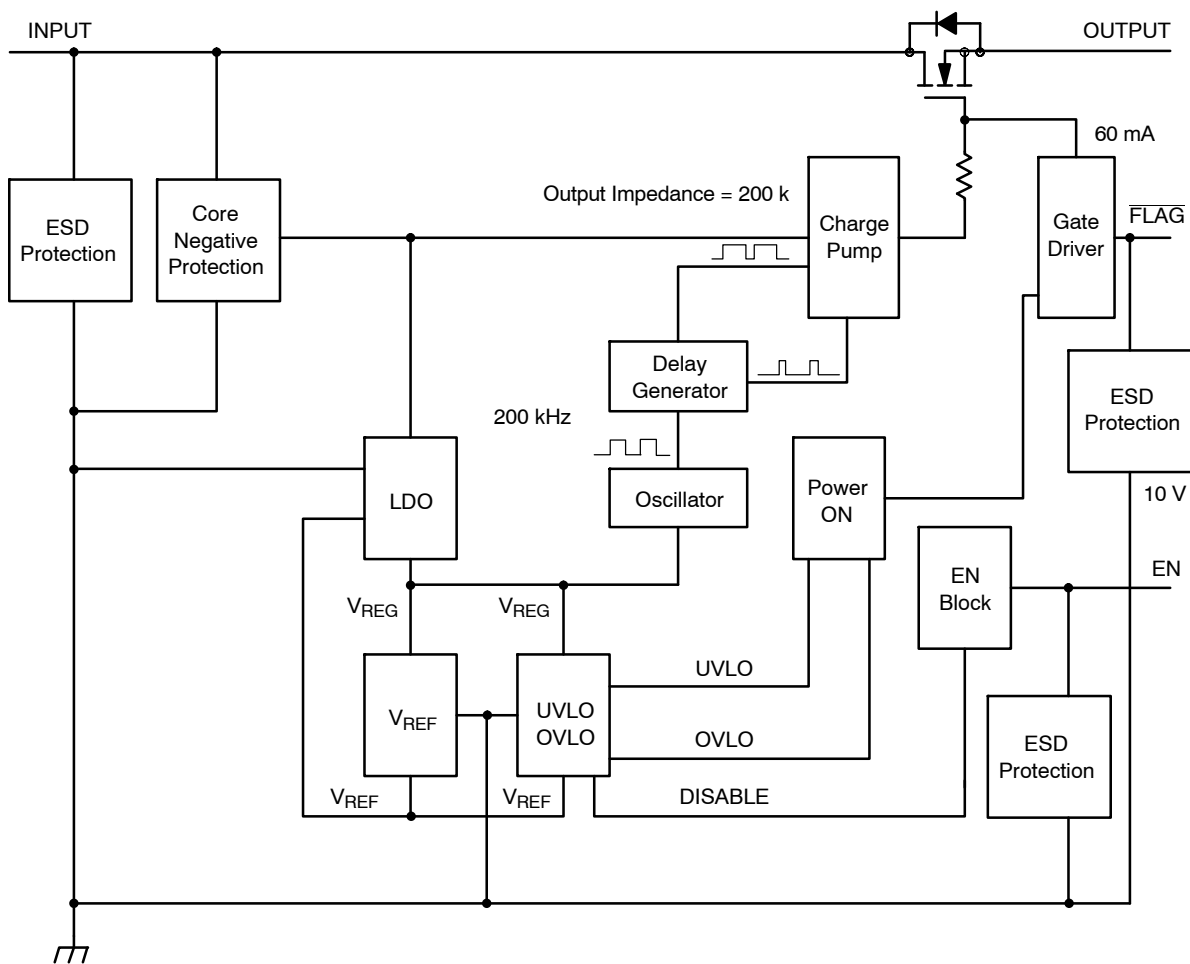 INPUT
OUTPUT
60 mA
ESD
Protection
Core
Negative
Protection
Output Impedance = 200 k
Charge
Pump
Gate
Driver
FLAG
Delay
Generator
200 kHz
ESD
Protection
10 V
LDO
Oscillator
Power
ON
EN
Block
EN
VREG
VREG
VREF
UVLO
OVLO
UVLO
OVLO
ESD
Protection
VREF
VREF
DISABLE